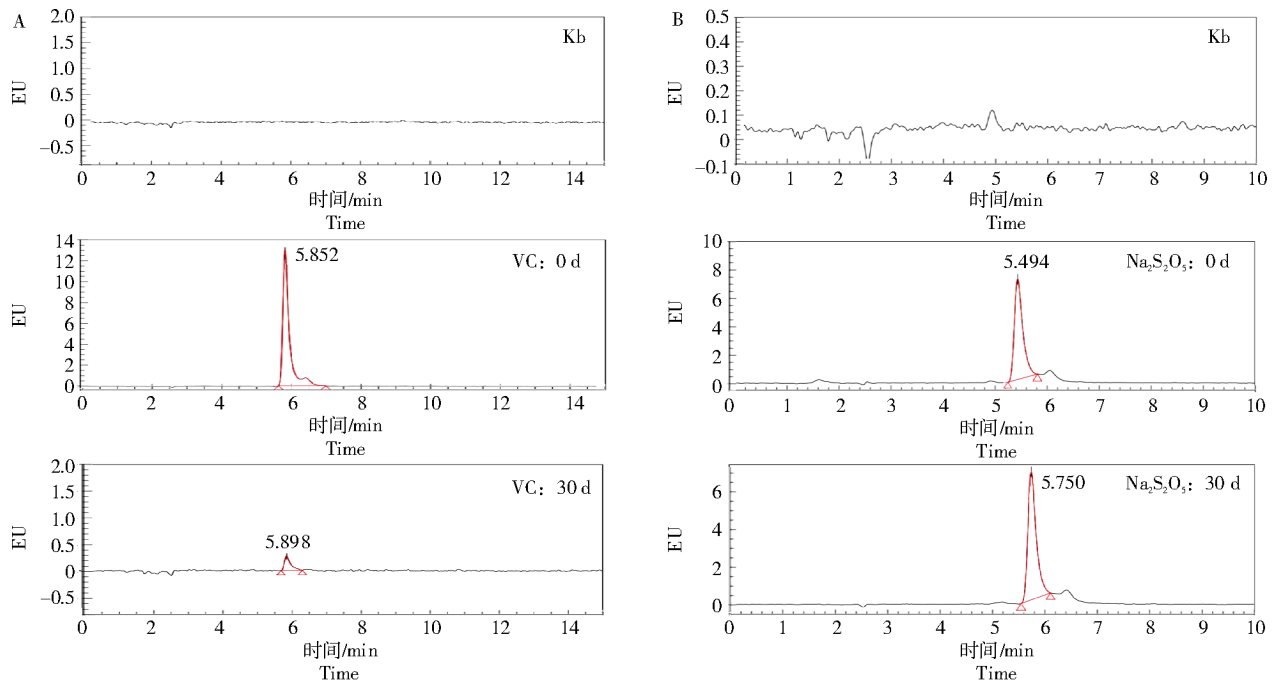 A
Kb
EU
2.0
1.5
1.0
0.5
0
−0.5
0 2 4 6 8 10 12 14
时间/min
Time
VC：0 d
5.852
EU
14
12
10
8
6
4
2
0
0 2 4 6 8 10 12 14
时间/min
Time
VC：30 d
5.898
EU
2.0
1.5
1.0
0.5
0
−0.5
0 2 4 6 8 10 12 14
时间/min
Time
B
Kb
EU
0.5
0.4
0.3
0.2
0.1
0
−0.1
0 1 2 3 4 5 6 7 8 9 10
时间/min
Time
Na₂S₂O₅：0 d
5.494
EU
10
8
6
4
2
0
0 1 2 3 4 5 6 7 8 9 10
时间/min
Time
Na₂S₂O₅：30 d
5.750
EU
6
4
2
0
0 1 2 3 4 5 6 7 8 9 10
时间/min
Time